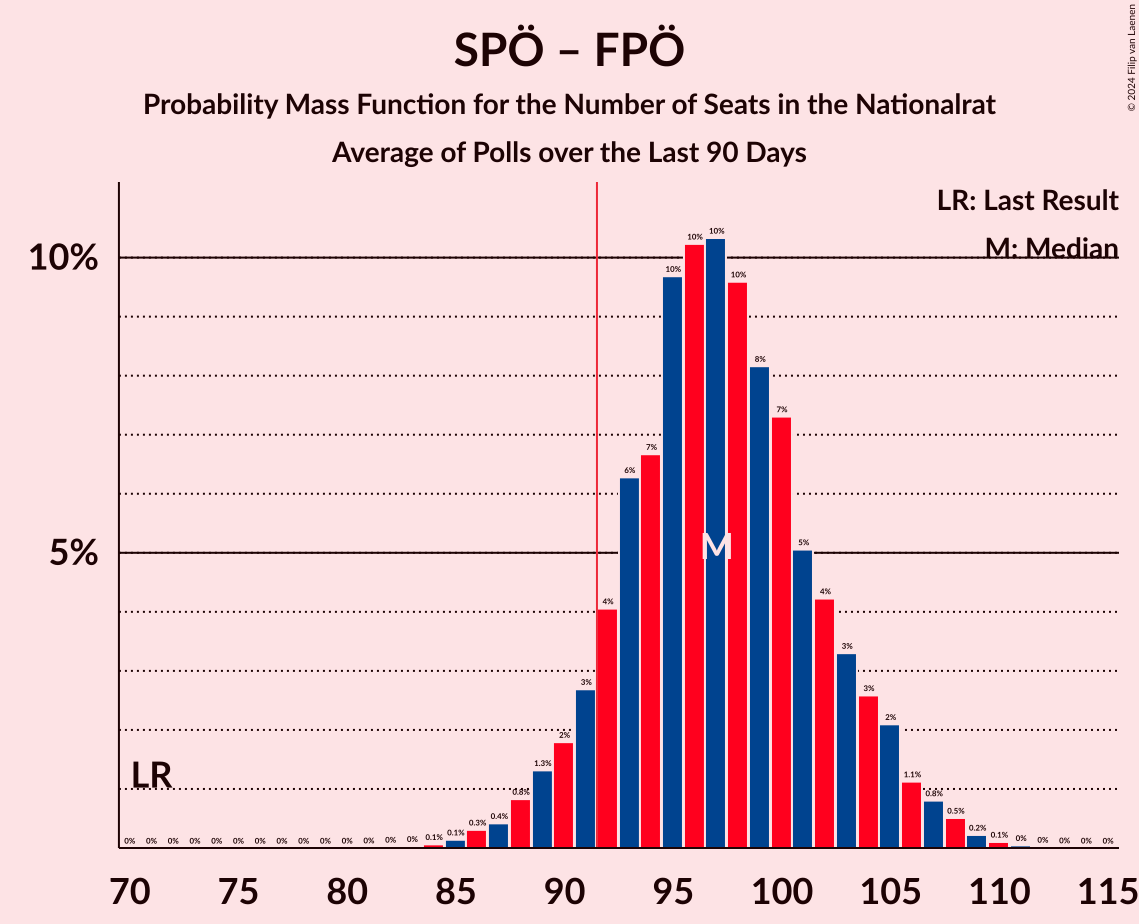 SPÖ – FPÖ
Probability Mass Function for the Number of Seats in the Nationalrat
Average of Polls over the Last 90 Days
© 2024 Filip van Laenen
LR: Last Result
M: Median
10%
5%
LR
M
0% 0% 0% 0% 0% 0% 0% 0% 0% 0% 0% 0% 0% 0% 0.1% 0.1% 0.3% 0.4% 0.8% 1.3% 2% 3% 4% 6% 7% 10% 10% 10% 10% 8% 7% 5% 4% 3% 3% 2% 1.1% 0.8% 0.5% 0.2% 0.1% 0% 0% 0% 0% 0%
70 75 80 85 90 95 100 105 110 115